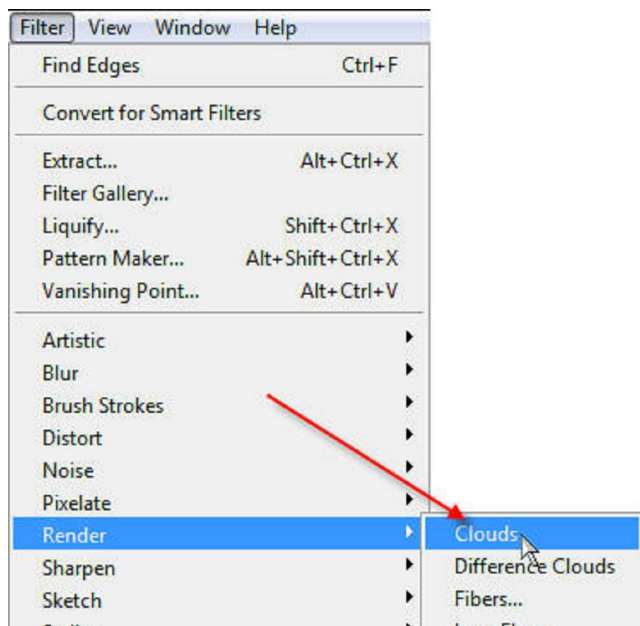 Filter View Window Help
Find Edges Ctrl+F
Convert for Smart Filters
Extract... Alt+Ctrl+X
Filter Gallery...
Liquify... Shift+Ctrl+X
Pattern Maker... Alt+Shift+Ctrl+X
Vanishing Point... Alt+Ctrl+V
Artistic
Blur
Brush Strokes
Distort
Noise
Pixelate
Render Clouds
Sharpen Difference Clouds
Sketch Fibers...